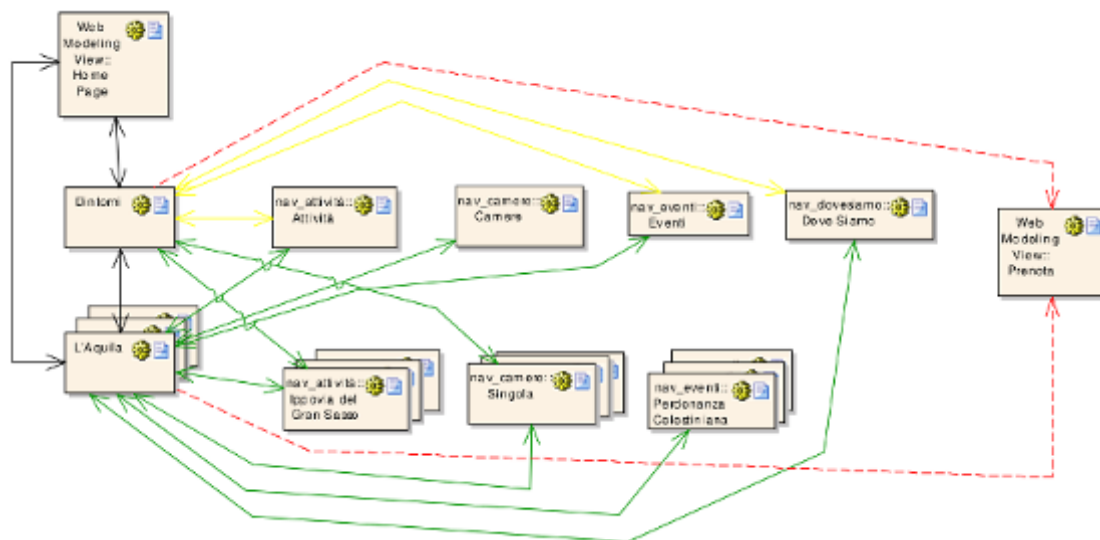 Web
Modeling
View::
Home
Page
Dintorni
nav_attività::
Attività
nav_camere::
Camere
nav_eventi::
Eventi
nav_dovesiamo::
Dove Siamo
Web
Modeling
View::
Prenota
L'Aquila
nav_attività::
Ippovia del
Gran Sasso
nav_camere::
Singola
nav_eventi::
Perdonanza
Celestiniana